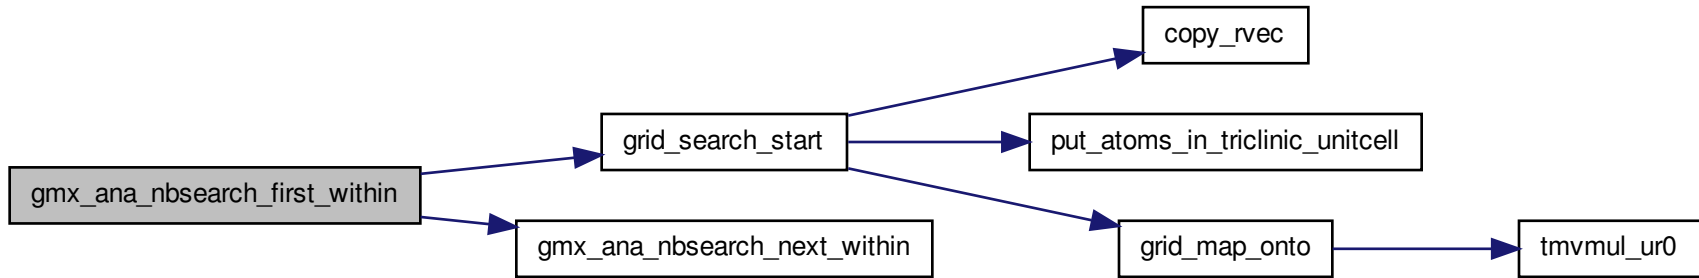 copy_rvec
grid_search_start
put_atoms_in_triclinic_unitcell
gmx_ana_nbsearch_first_within
gmx_ana_nbsearch_next_within
grid_map_onto
tmvmul_ur0